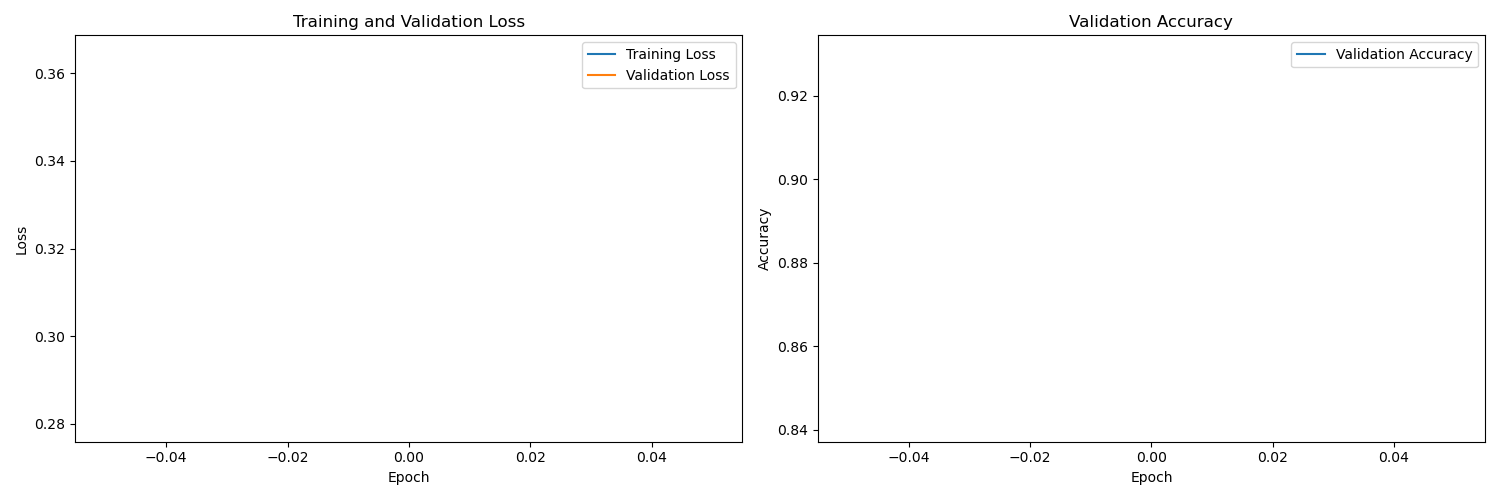 Training and Validation Loss
Training Loss
Validation Loss
0.36
0.34
0.32
0.30
0.28
Loss
−0.04
−0.02
0.00
0.02
0.04
Epoch
Validation Accuracy
Validation Accuracy
0.92
0.90
0.88
0.86
0.84
Accuracy
−0.04
−0.02
0.00
0.02
0.04
Epoch